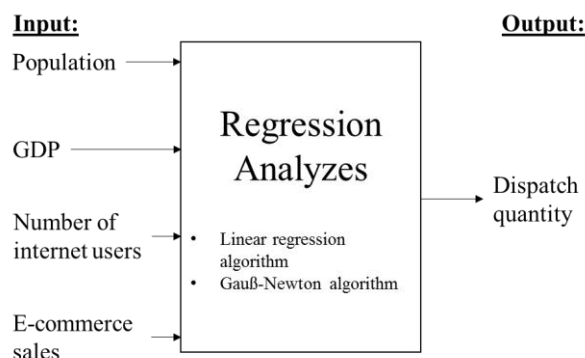 Input:
Output:
Population
GDP
Number of
internet users
E-commerce
sales
Regression
Analyzes
• Linear regression
algorithm
• Gauß-Newton algorithm
Dispatch
quantity